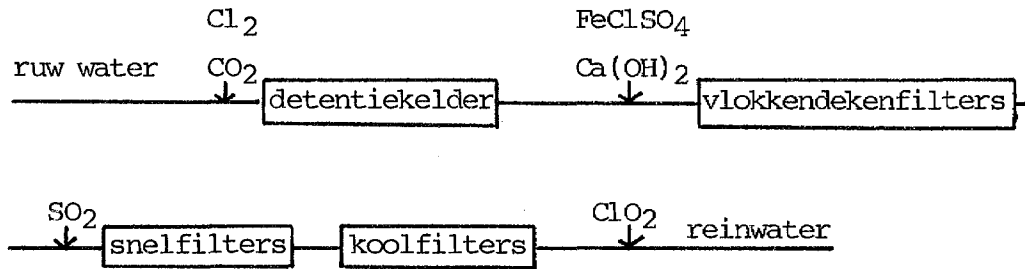 Cl2 FeClSO4
ruw water CO2 Ca(OH)2
detentiekelder vlokkendekenfilters
SO2 ClO2 reinwater
snelfilters koolfilters